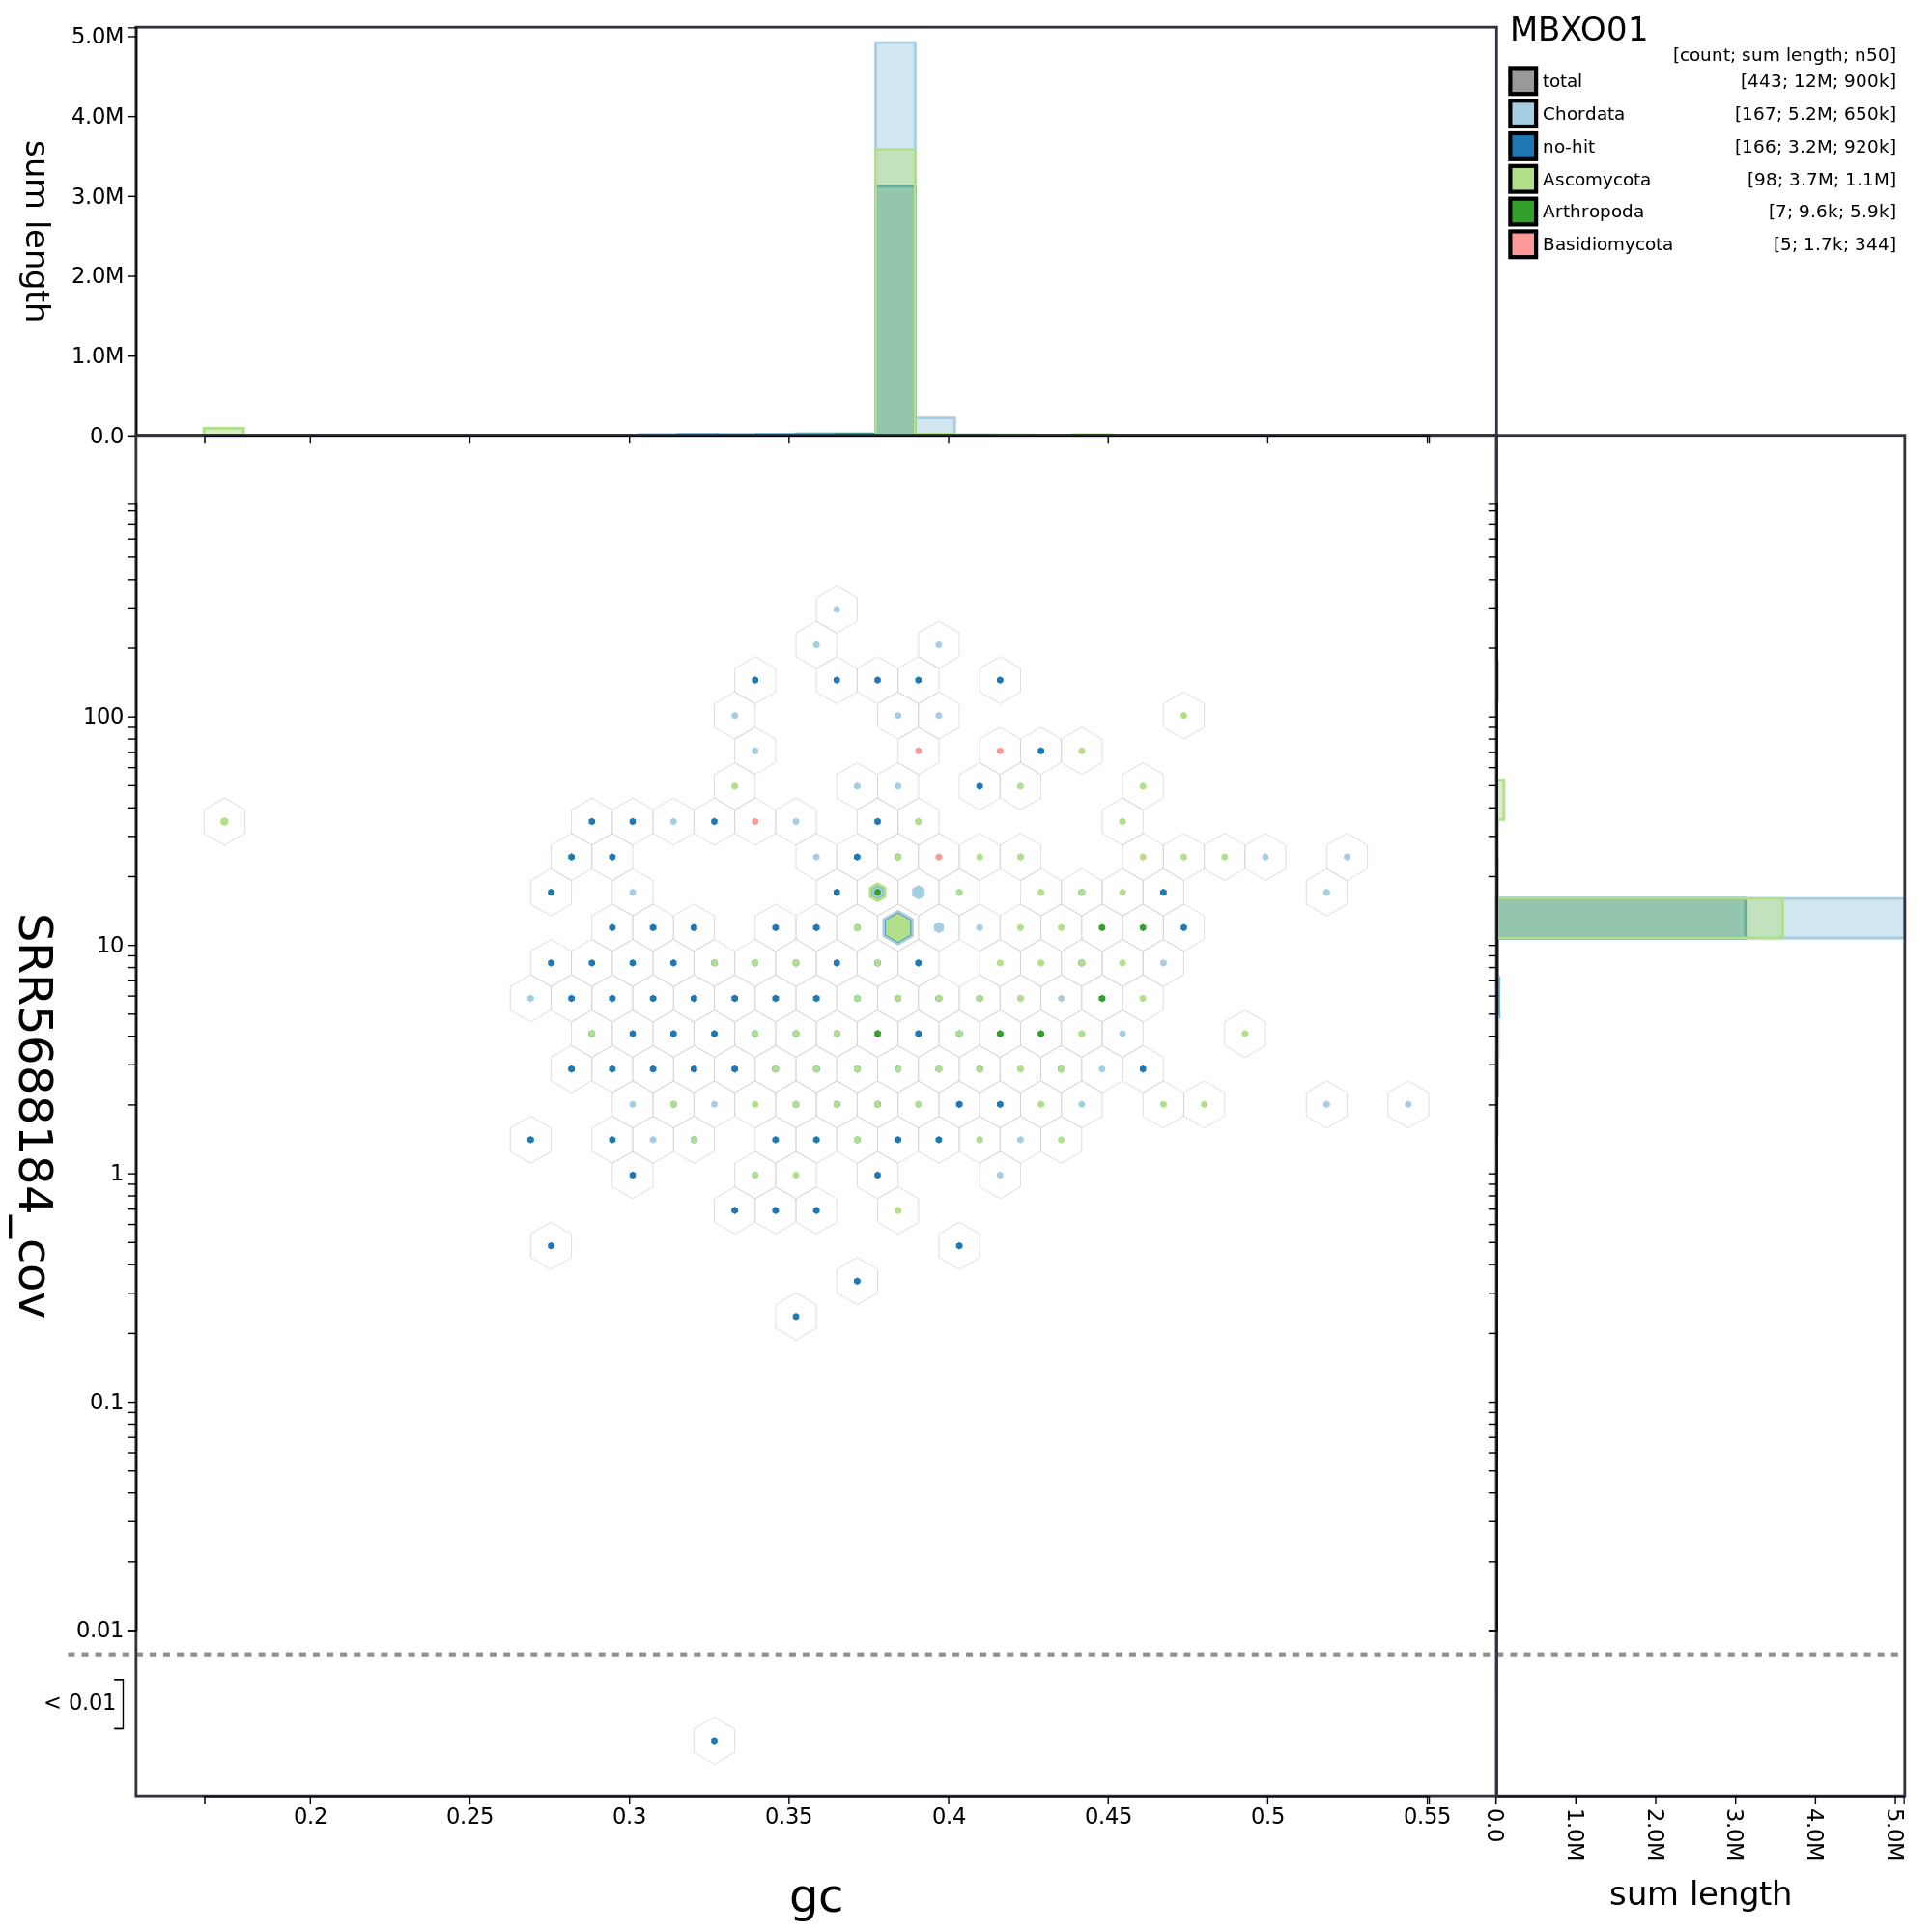 MBXO01
[count; sum length; n50]
total [443; 12M; 900k]
Chordata [167; 5.2M; 650k]
no-hit [166; 3.2M; 920k]
Ascomycota [98; 3.7M; 1.1M]
Arthropoda [7; 9.6k; 5.9k]
Basidiomycota [5; 1.7k; 344]
sum length
5.0M
4.0M
3.0M
2.0M
1.0M
0.0
SRR5688184_cov
100
10
1
0.1
0.01
< 0.01
0.2 0.25 0.3 0.35 0.4 0.45 0.5 0.55
gc
0.0 1.0M 2.0M 3.0M 4.0M 5.0M
sum length